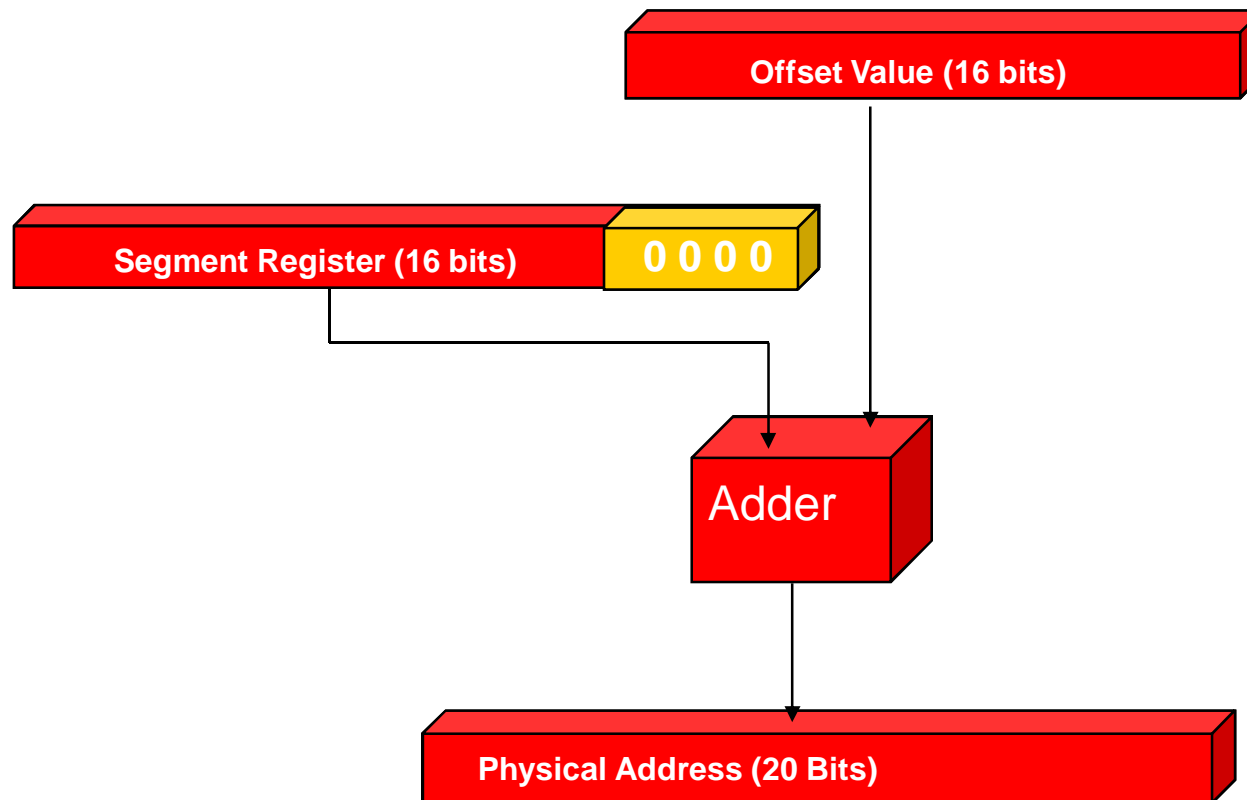 Offset Value (16 bits)
Segment Register (16 bits)
0 0 0 0
Adder
Physical Address (20 Bits)